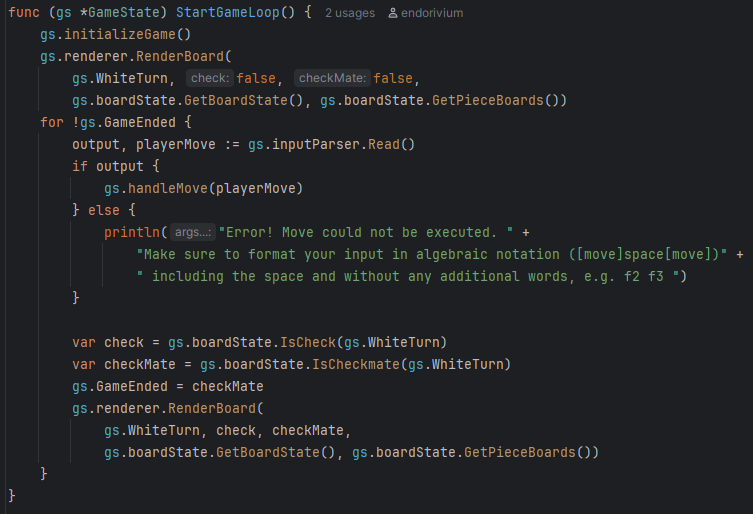 func (gs *GameState) StartGameLoop() { 2 usages endorivium
    gs.initializeGame()
    gs.renderer.RenderBoard(
        gs.WhiteTurn, check: false, checkMate: false,
        gs.boardState.GetBoardState(), gs.boardState.GetPieceBoards())
    for !gs.GameEnded {
        output, playerMove := gs.inputParser.Read()
        if output {
            gs.handleMove(playerMove)
        } else {
            println( args...: "Error! Move could not be executed. " +
                "Make sure to format your input in algebraic notation ([move]space[move])" +
                " including the space and without any additional words, e.g. f2 f3 ")
        }

        var check = gs.boardState.IsCheck(gs.WhiteTurn)
        var checkMate = gs.boardState.IsCheckmate(gs.WhiteTurn)
        gs.GameEnded = checkMate
        gs.renderer.RenderBoard(
            gs.WhiteTurn, check, checkMate,
            gs.boardState.GetBoardState(), gs.boardState.GetPieceBoards())
    }
}